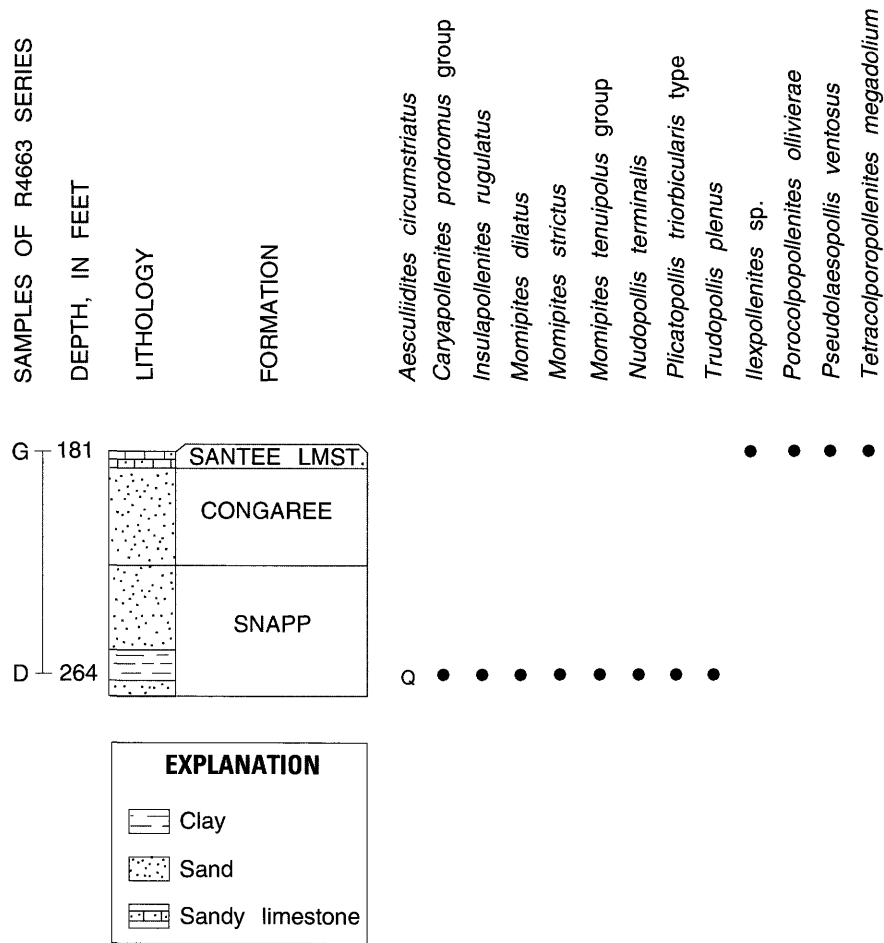 SAMPLES OF R4663 SERIES
DEPTH, IN FEET
LITHOLOGY
FORMATION
Aesculiidites circumstriatus
Caryapollenites prodromus group
Insulapollenites rugulatus
Momipites dilatus
Momipites strictus
Momipites tenuipolus group
Nudopollis terminalis
Plicatopollis triorbicularis type
Trudopollis plenus
Ilexpollenites sp.
Porocolpopollenites ollivierae
Pseudolaesopollis ventosus
Tetracolporopollenites megadolium
G 181 SANTEE LMST.
CONGAREE
SNAPP
D 264 Q
EXPLANATION
Clay
Sand
Sandy limestone